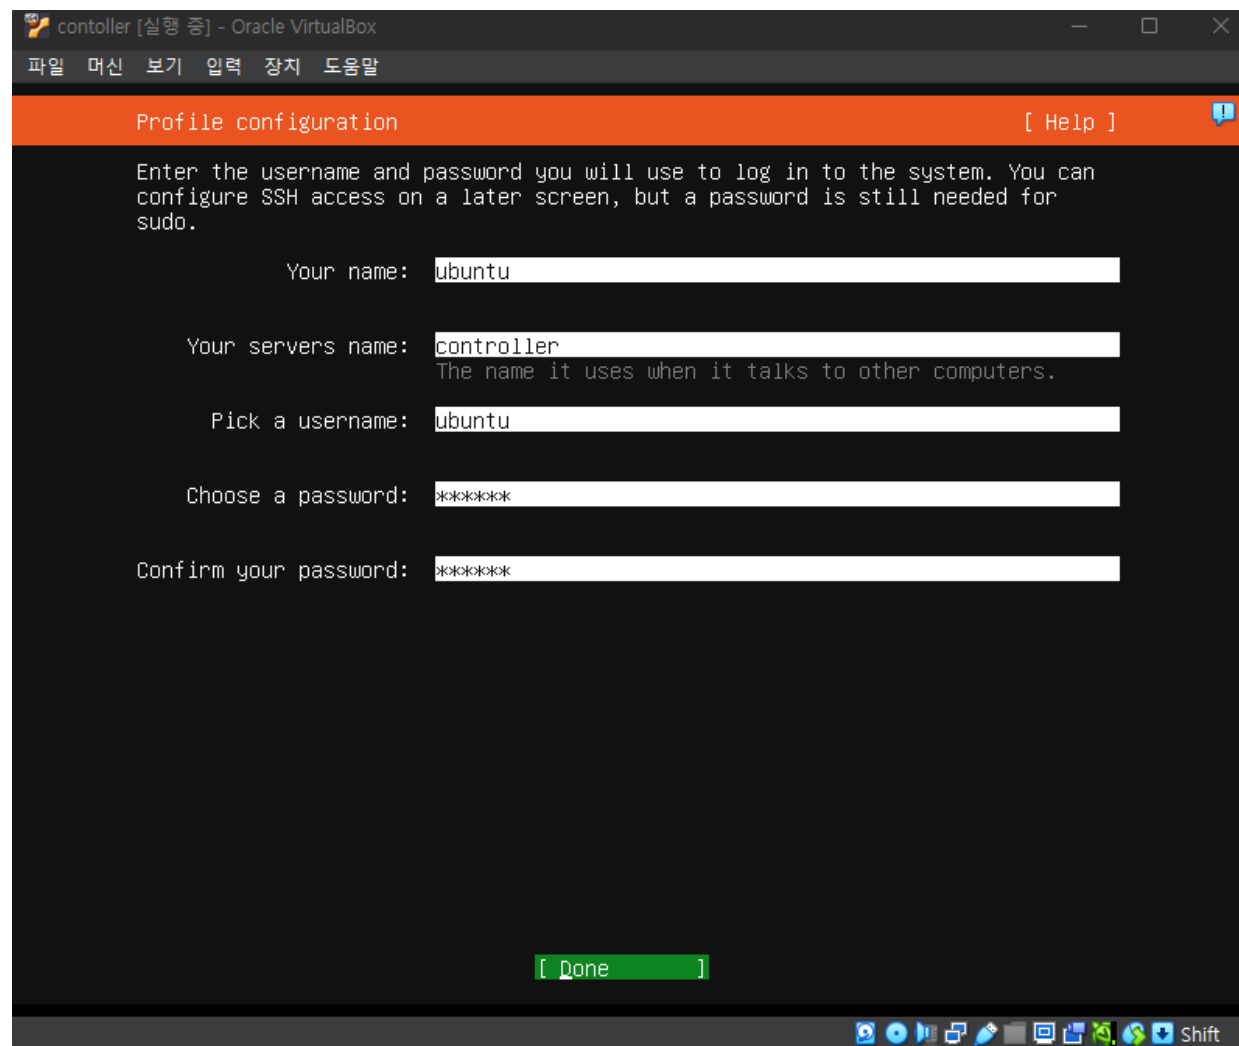 contoller [실행 중] - Oracle VirtualBox
파일 머신 보기 입력 장치 도움말
Profile configuration [ Help ]
Enter the username and password you will use to log in to the system. You can
configure SSH access on a later screen, but a password is still needed for
sudo.
Your name: ubuntu
Your servers name: controller
The name it uses when it talks to other computers.
Pick a username: ubuntu
Choose a password: ******
Confirm your password: ******
[ Done ]
Shift